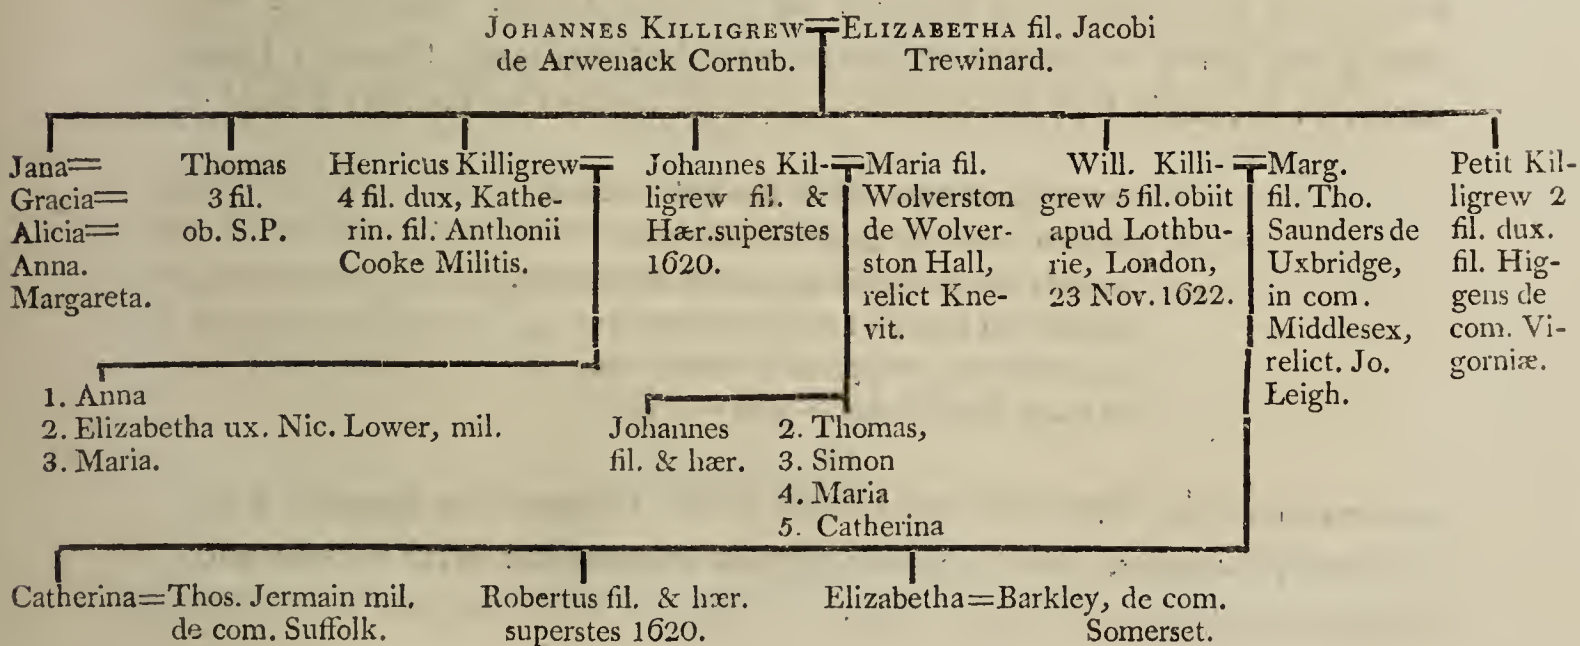 JOHANNES KILLIGREW=ELIZABETHA fil. Jacobi
de Arwenack Cornub. Trewinard.
Jana=
Gracia=
Alicia=
Anna.
Margareta.
Thomas
3 fil.
ob. S.P.
Henricus Killigrew=
4 fil. dux, Kathe-
rin. fil. Anthonii
Cooke Militis.
Johannes Kil-
ligrew fil. &
Hær. superstes
1620.
=Maria fil.
Wolverston
de Wolver-
ston Hall,
relict Kne-
vit.
Will. Killi-
grew 5 fil. obiit
apud Lothbu-
rie, London,
23 Nov. 1622.
=Marg.
fil. Tho.
Saunders de
Uxbridge,
in com.
Middlesex,
relict. Jo.
Leigh.
Petit Kil-
ligrew 2
fil. dux.
fil. Hig-
gens de
com. Vi-
gorniæ.
1. Anna
2. Elizabetha ux. Nic. Lower, mil.
3. Maria.
Johannes
fil. & hær.
2. Thomas,
3. Simon
4. Maria
5. Catherina
Catherina=Thos. Jermain mil.
de com. Suffolk.
Robertus fil. & hær.
superstes 1620.
Elizabetha=Barkley, de com.
Somerset.